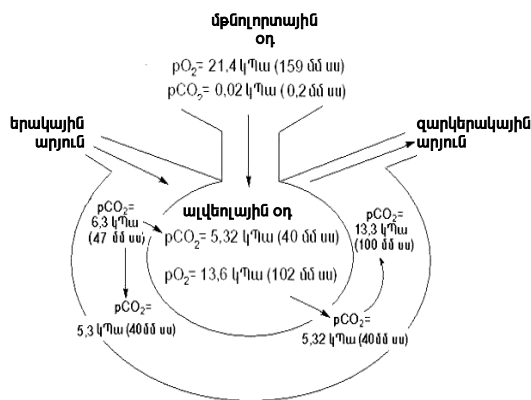 մթնոլորտային
օդ
pO₂= 21,4 կՊա (159 մմ սս)
pCO₂= 0,02 կՊա (0,2 մմ սս)
երակային
արյուն
զարկերակային
արյուն
ալվեոլային օդ
pCO₂= 5,32 կՊա (40 մմ սս)
pO₂= 13,6 կՊա (102 մմ սս)
pCO₂=
6,3 կՊա
(47 մմ սս)
pCO₂=
5,3 կՊա (40մմ սս)
pCO₂=
13,3 կՊա
(100 մմ սս)
pCO₂=
5,32 կՊա (40մմ սս)